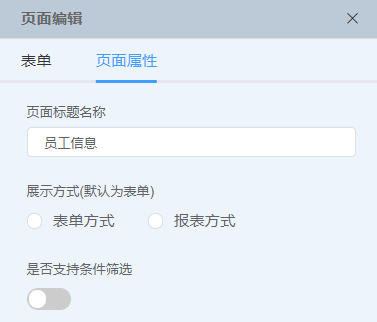 页面编辑
表单 页面属性
页面标题名称
员工信息
展示方式(默认为表单)
表单方式 报表方式
是否支持条件筛选